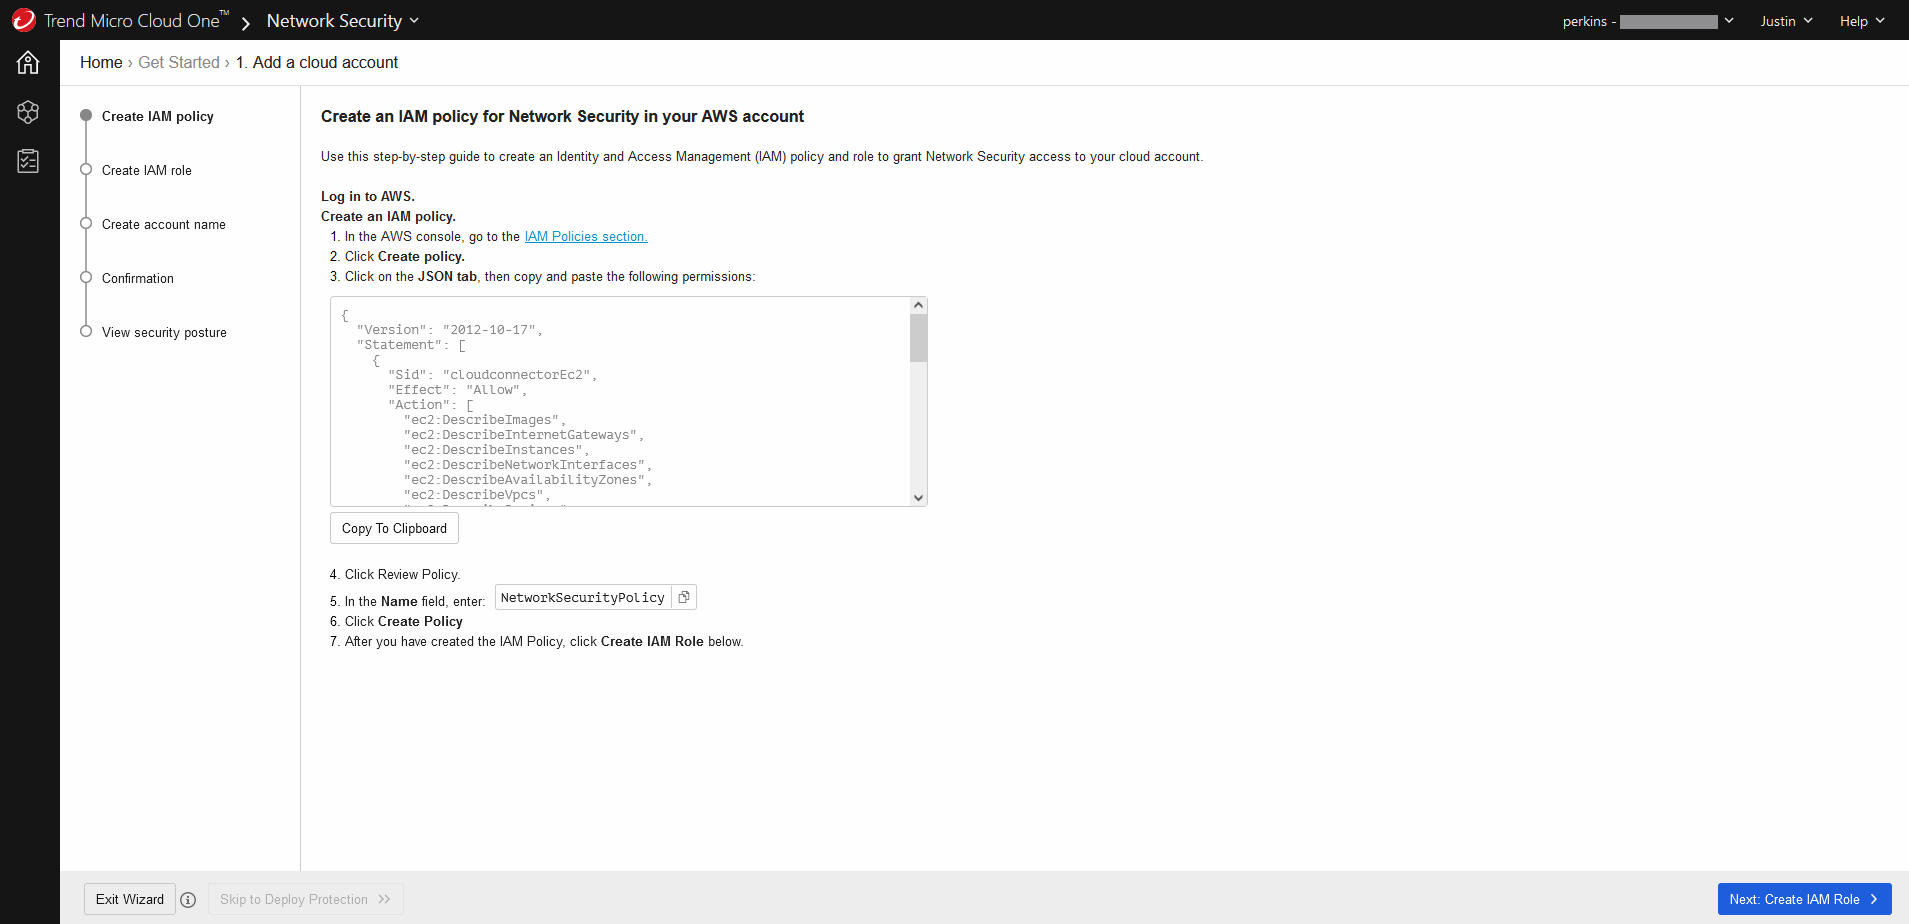 Trend Micro Cloud One™ Network Security
perkins -
Justin
Help
Home › Get Started › 1. Add a cloud account
Create IAM policy
Create IAM role
Create account name
Confirmation
View security posture
Create an IAM policy for Network Security in your AWS account
Use this step-by-step guide to create an Identity and Access Management (IAM) policy and role to grant Network Security access to your cloud account.
Log in to AWS.
Create an IAM policy.
1. In the AWS console, go to the IAM Policies section.
2. Click Create policy.
3. Click on the JSON tab, then copy and paste the following permissions:
{
"Version": "2012-10-17",
"Statement": [
{
"Sid": "cloudconnectorEc2",
"Effect": "Allow",
"Action": [
"ec2:DescribeImages",
"ec2:DescribeInternetGateways",
"ec2:DescribeInstances",
"ec2:DescribeNetworkInterfaces",
"ec2:DescribeAvailabilityZones",
"ec2:DescribeVpcs",
Copy To Clipboard
4. Click Review Policy.
5. In the Name field, enter: NetworkSecurityPolicy
6. Click Create Policy
7. After you have created the IAM Policy, click Create IAM Role below.
Exit Wizard
Skip to Deploy Protection
Next: Create IAM Role